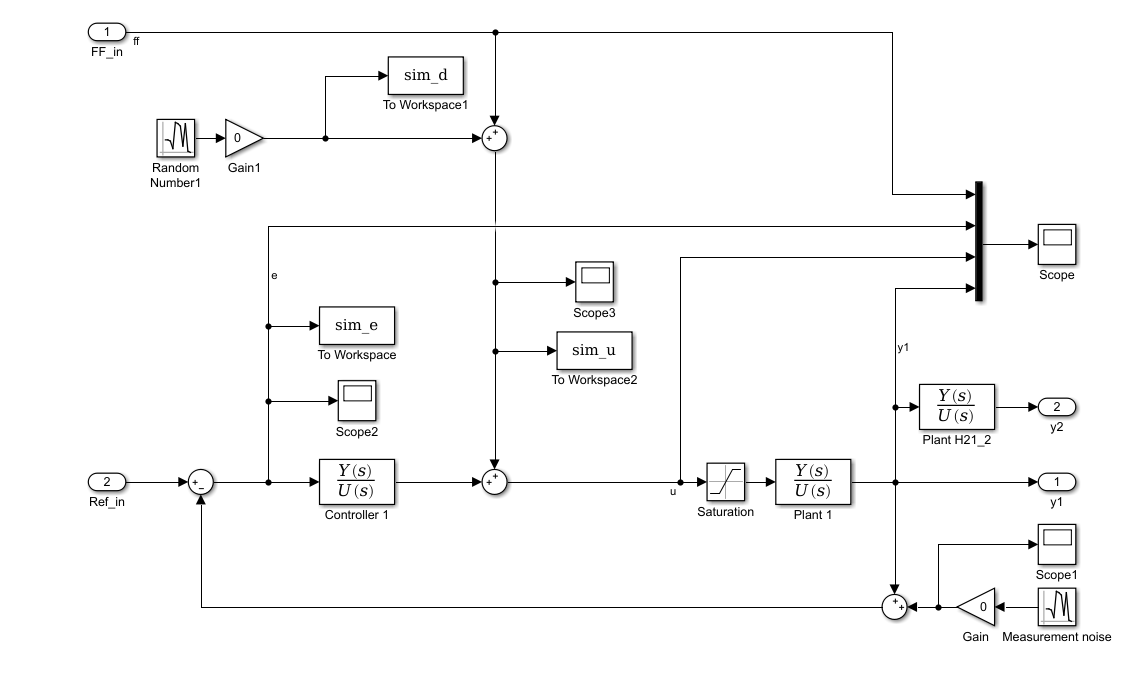 1
FF_in
ff
sim_d
To Workspace1
0
Random
Number1
Gain1
+
+
e
Scope
Scope3
sim_e
To Workspace
sim_u
To Workspace2
y1
Scope2
Y(s)
U(s)
Plant H21_2
2
y2
2
Ref_in
+
−
Y(s)
U(s)
Controller 1
+
+
u
Saturation
Y(s)
U(s)
Plant 1
1
y1
Scope1
+
+
0
Gain
Measurement noise